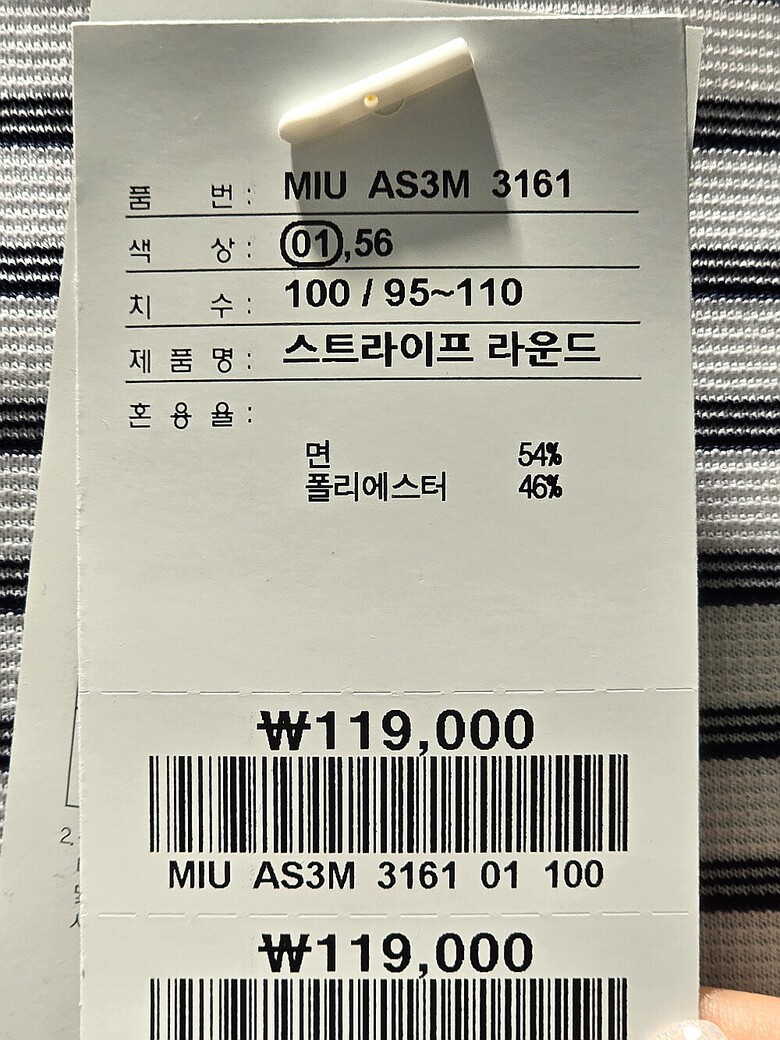 품 번 : MIU AS3M 3161
색 상 : 01,56
치 수 : 100 / 95~110
제 품 명 : 스트라이프 라운드
혼 용 율 :
면 54%
폴리에스터 46%
₩119,000
MIU AS3M 3161 01 100
₩119,000
2.